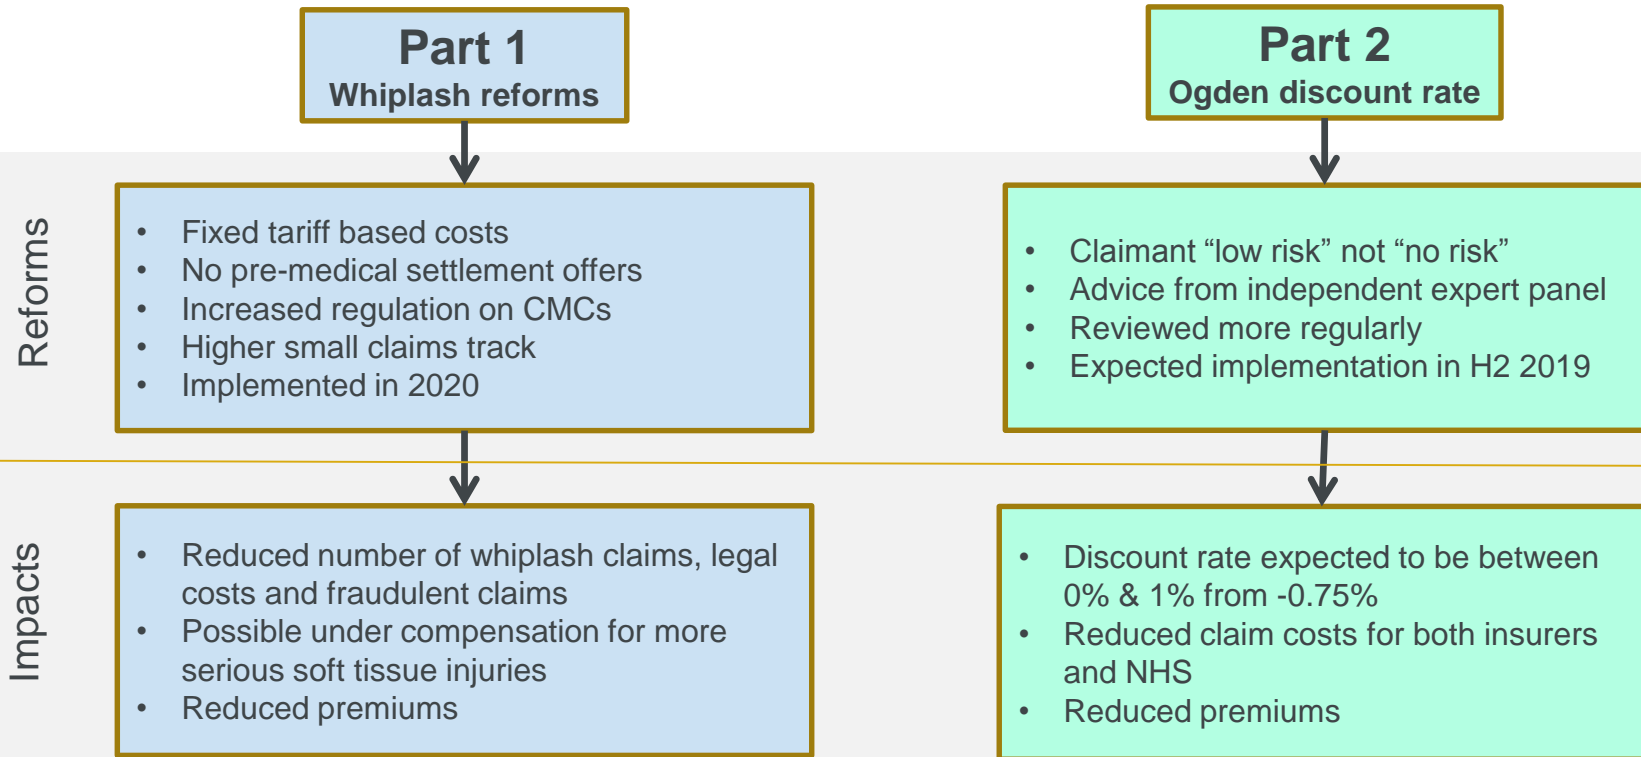 Part 1
Whiplash reforms
Part 2
Ogden discount rate
Reforms
• Fixed tariff based costs
• No pre-medical settlement offers
• Increased regulation on CMCs
• Higher small claims track
• Implemented in 2020
• Claimant “low risk” not “no risk”
• Advice from independent expert panel
• Reviewed more regularly
• Expected implementation in H2 2019
Impacts
• Reduced number of whiplash claims, legal
costs and fraudulent claims
• Possible under compensation for more
serious soft tissue injuries
• Reduced premiums
• Discount rate expected to be between
0% & 1% from -0.75%
• Reduced claim costs for both insurers
and NHS
• Reduced premiums